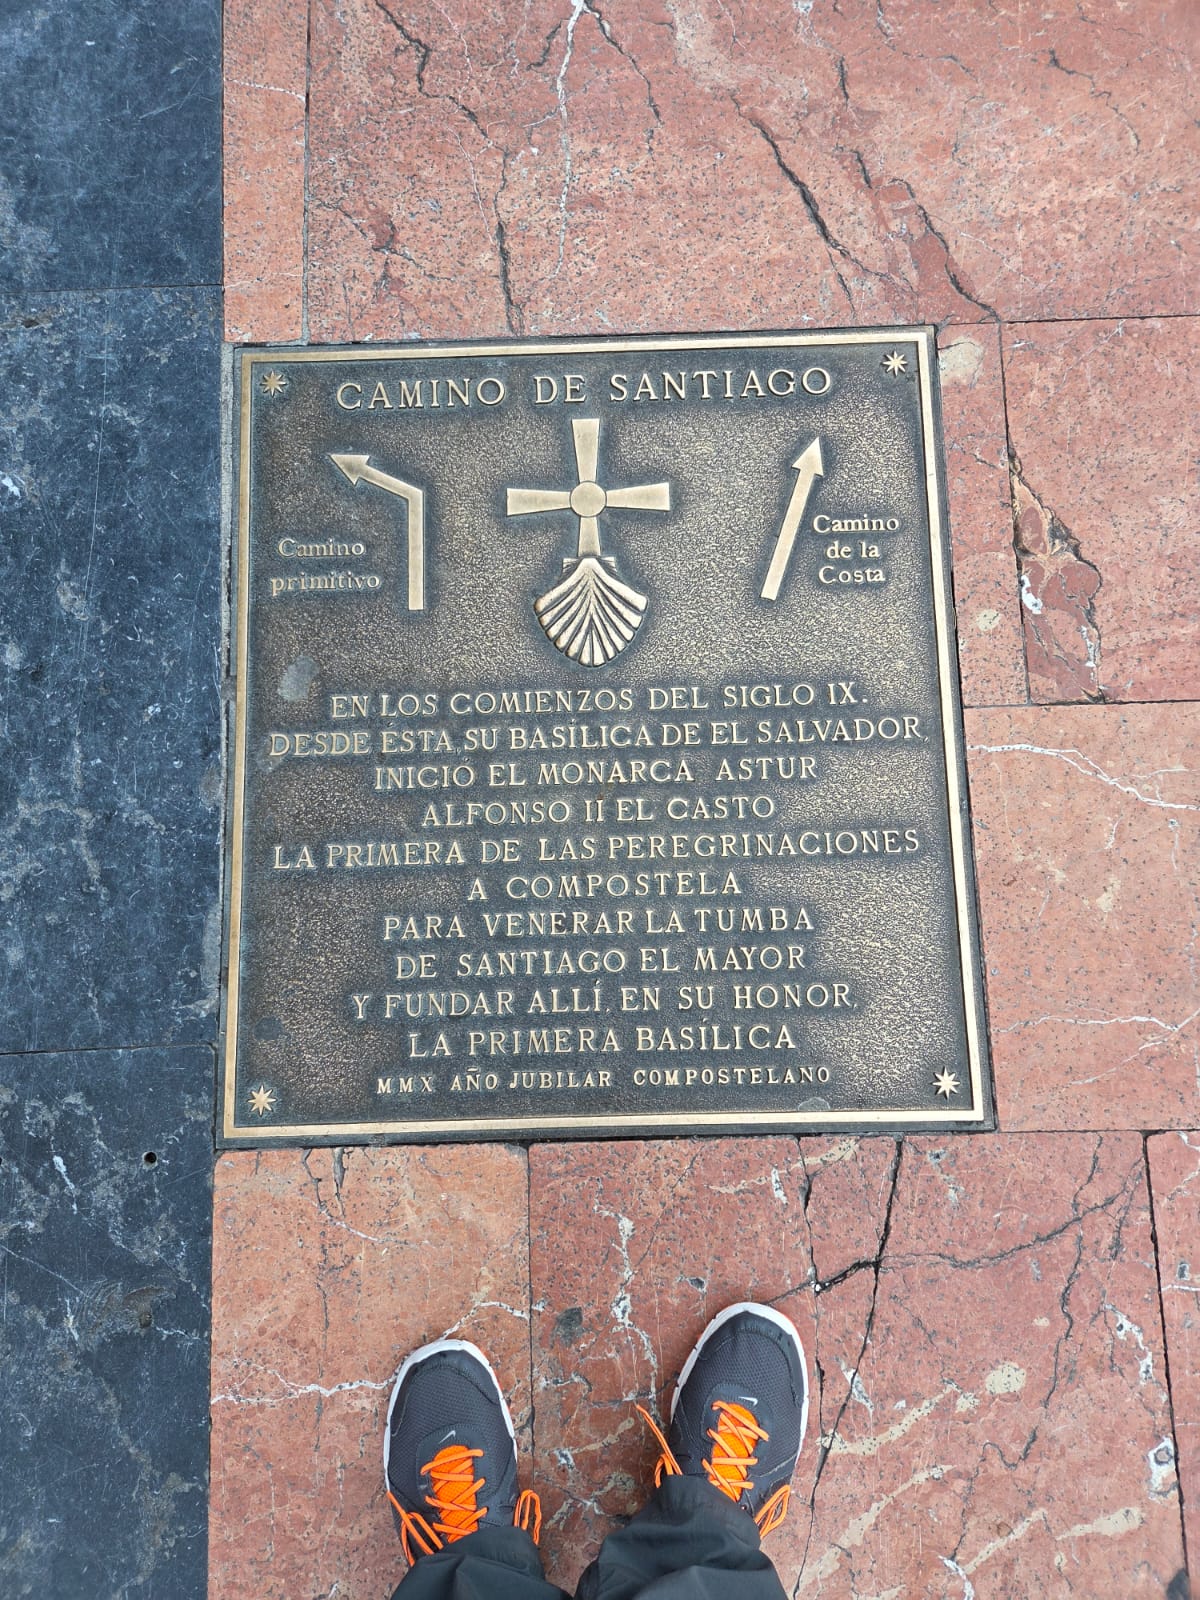 CAMINO DE SANTIAGO
Camino
primitivo
Camino
de la
Costa
EN LOS COMIENZOS DEL SIGLO IX.
DESDE ÉSTA, SU BASÍLICA DE EL SALVADOR,
INICIÓ EL MONARCA ASTUR
ALFONSO II EL CASTO
LA PRIMERA DE LAS PEREGRINACIONES
A COMPOSTELA
PARA VENERAR LA TUMBA
DE SANTIAGO EL MAYOR
Y FUNDAR ALLÍ, EN SU HONOR,
LA PRIMERA BASÍLICA
MMX AÑO JUBILAR COMPOSTELANO